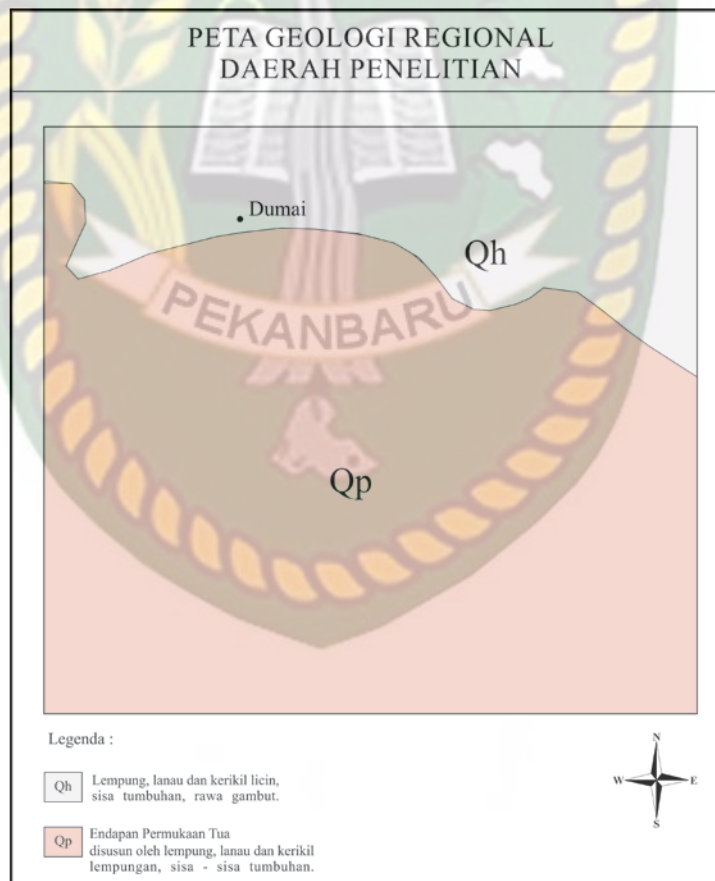 PETA GEOLOGI REGIONAL
DAERAH PENELITIAN
Dumai
Qh
PEKANBARU
Qp
Legenda :
N
W E
S
Qh Lempung, lanau dan kerikil licin,
sisa tumbuhan, rawa gambut.
Qp Endapan Permukaan Tua
disusun oleh lempung, lanau dan kerikil
lempungan, sisa - sisa tumbuhan.